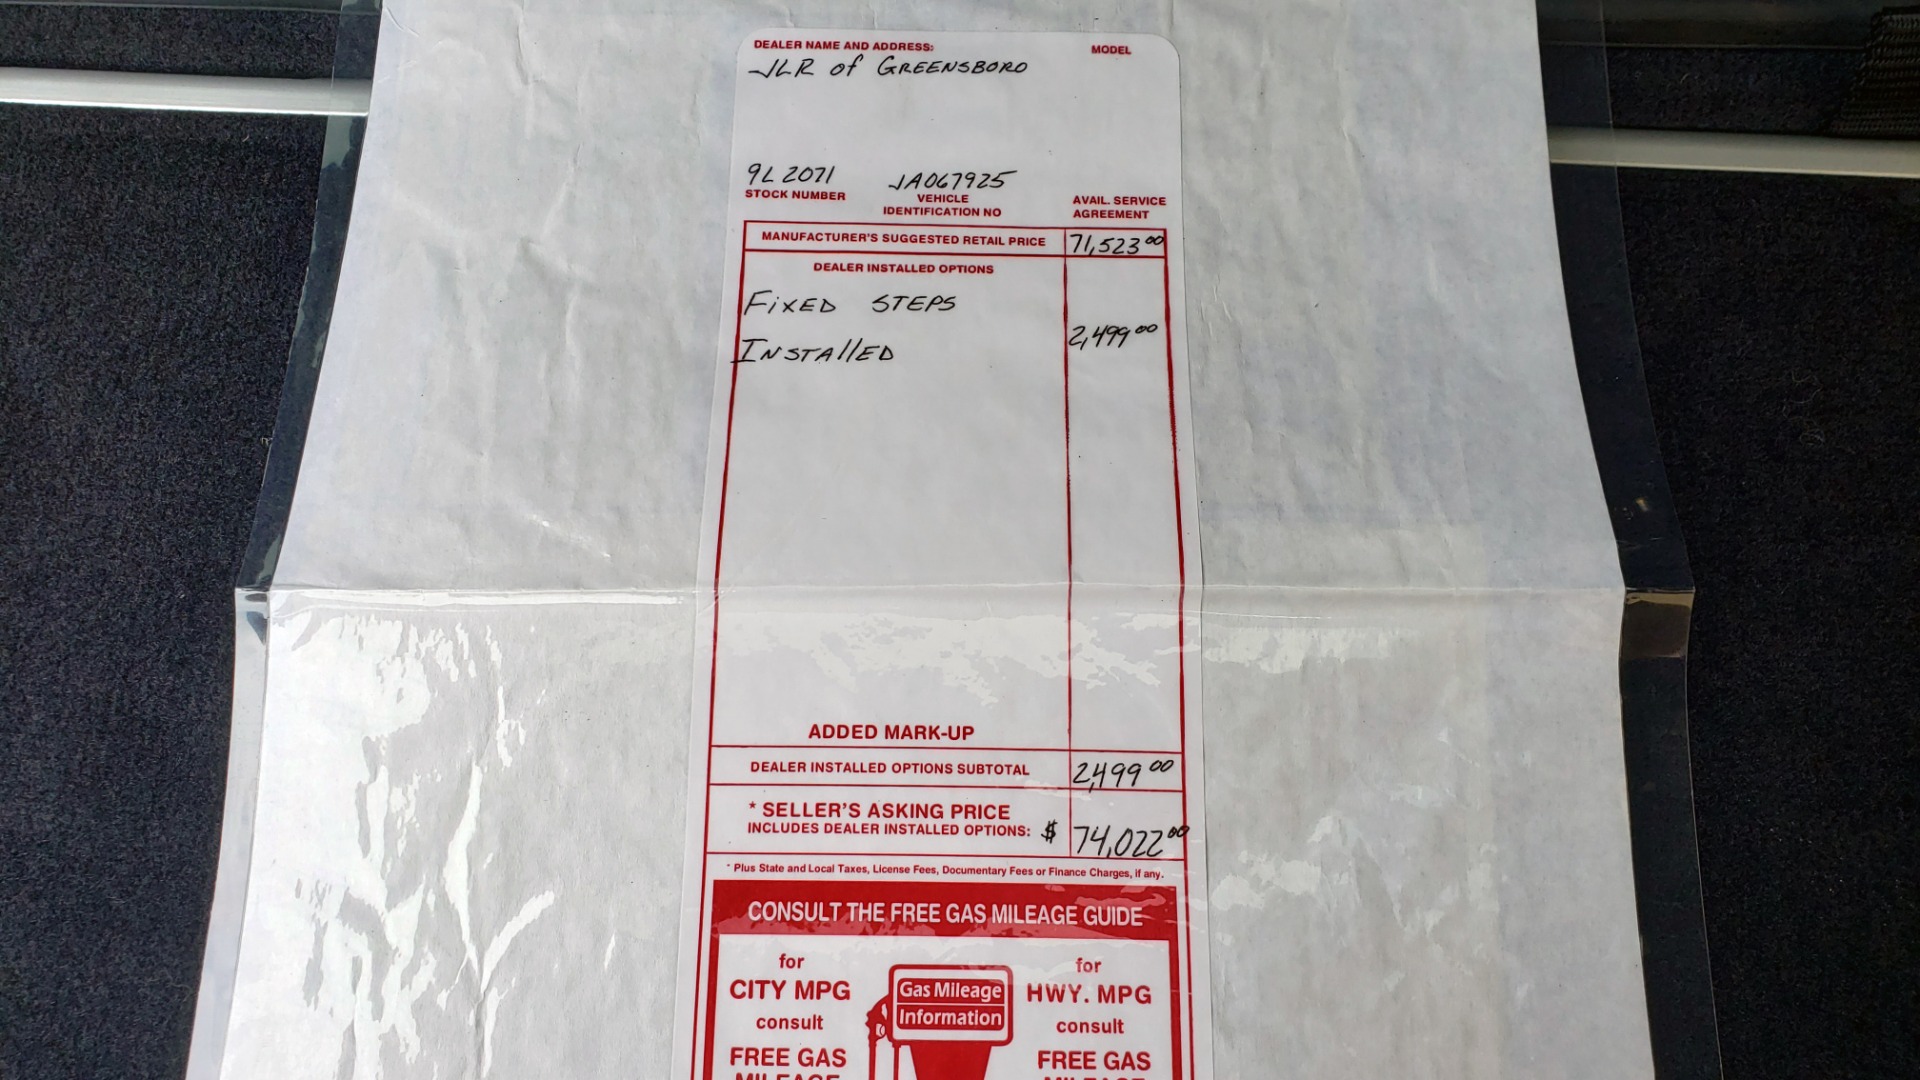 DEALER NAME AND ADDRESS: MODEL
JLR of GREENSBORO
9L2071 JA067925
STOCK NUMBER VEHICLE IDENTIFICATION NO AVAIL. SERVICE AGREEMENT
MANUFACTURER'S SUGGESTED RETAIL PRICE 71,523 00
DEALER INSTALLED OPTIONS
FIXED STEPS
INSTAllED 2,499 00
ADDED MARK-UP
DEALER INSTALLED OPTIONS SUBTOTAL 2,499 00
* SELLER'S ASKING PRICE
INCLUDES DEALER INSTALLED OPTIONS: $ 74,022 00
* Plus State and Local Taxes, License Fees, Documentary Fees or Finance Charges, if any.
CONSULT THE FREE GAS MILEAGE GUIDE
for
CITY MPG
consult
FREE GAS
MILEAGE
Gas Mileage
Information
for
HWY. MPG
consult
FREE GAS
MILEAGE